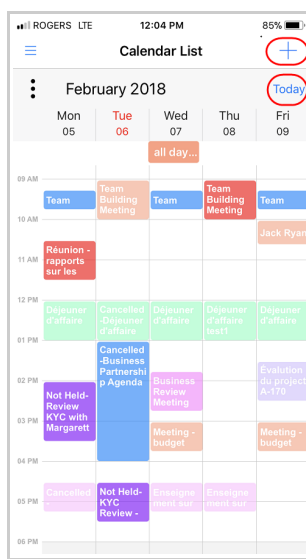 ROGERS LTE 12:04 PM 85%
Calendar List
February 2018 Today
Mon Tue Wed Thu Fri
05 06 07 08 09
all day...
09 AM
Team
Team
Building
Meeting
Team
Team
Building
Meeting
Team
10 AM
Jack Ryan
Réunion -
rapports
sur les
11 AM
12 PM
Déjeuner
d'affaire
Cancelled
-Déjeuner
d'affaire
Déjeuner
d'affaire
Déjeuner
d'affaire
test1
Déjeuner
d'affaire
01 PM
Cancelled
-Business
Partnershi
p Agenda
Évalution
du project
A-170
02 PM
Not Held-
Review
KYC with
Margarett
Business
Review
Meeting
03 PM
Meeting -
budget
Meeting -
budget
04 PM
Cancelled
-
Not Held-
KYC
Review -
Enseigne
ment sur
Enseigne
ment sur
05 PM
06 PM